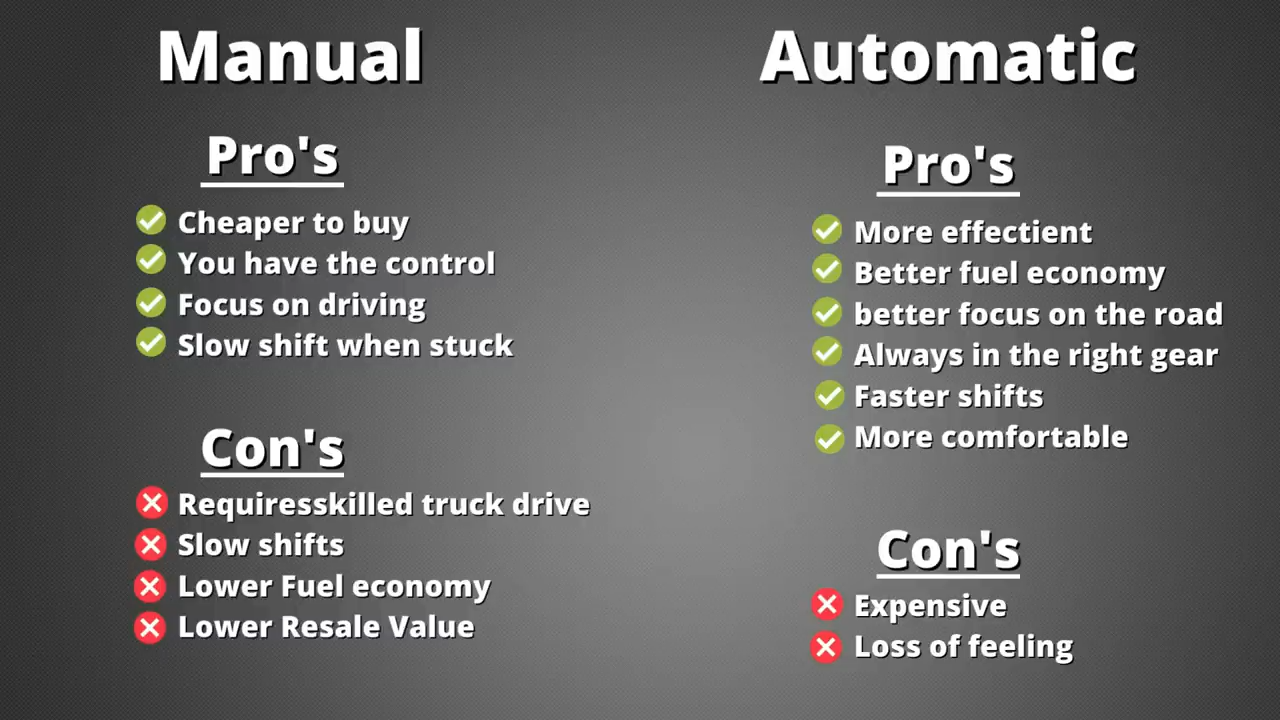 Manual
Pro's
Cheaper to buy
You have the control
Focus on driving
Slow shift when stuck
Con's
Requiresskilled truck drive
Slow shifts
Lower Fuel economy
Lower Resale Value
Automatic
Pro's
More effectient
Better fuel economy
better focus on the road
Always in the right gear
Faster shifts
More comfortable
Con's
Expensive
Loss of feeling